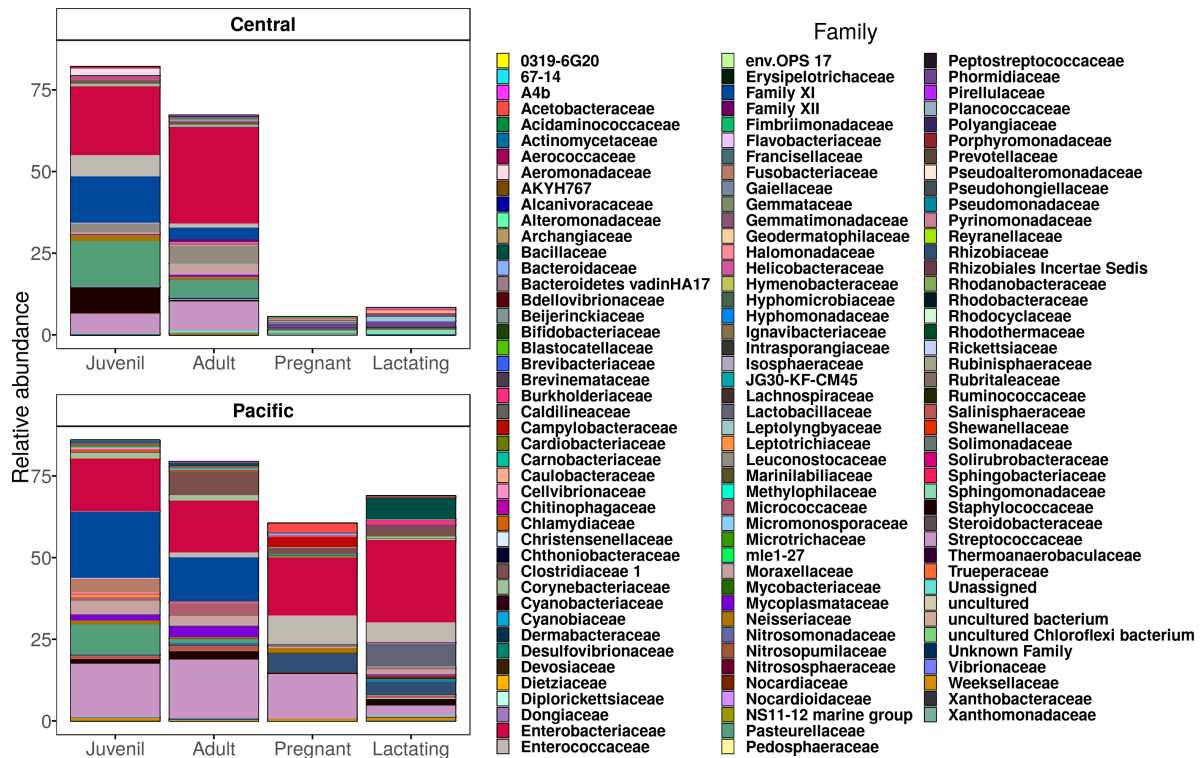 Central
75
50
25
0
Juvenil Adult Pregnant Lactating
Relative abundance
Pacific
75
50
25
0
Juvenil Adult Pregnant Lactating
Family
0319-6G20
67-14
A4b
Acetobacteraceae
Acidaminococcaceae
Actinomycetaceae
Aerococcaceae
Aeromonadaceae
AKYH767
Alcanivoracaceae
Alteromonadaceae
Archangiaceae
Bacillaceae
Bacteroidaceae
Bacteroidetes vadinHA17
Bdellovibrionaceae
Beijerinckiaceae
Bifidobacteriaceae
Blastocatellaceae
Brevibacteriaceae
Brevinemataceae
Burkholderiaceae
Caldilineaceae
Campylobacteraceae
Cardiobacteriaceae
Carnobacteriaceae
Caulobacteraceae
Cellvibrionaceae
Chitinophagaceae
Chlamydiaceae
Christensenellaceae
Chthoniobacteraceae
Clostridiaceae 1
Corynebacteriaceae
Cyanobacteriaceae
Cyanobiaceae
Dermabacteraceae
Desulfovibrionaceae
Devosiaceae
Dietziaceae
Diplorickettsiaceae
Dongiaceae
Enterobacteriaceae
Enterococcaceae
env.OPS 17
Erysipelotrichaceae
Family XI
Family XII
Fimbriimonadaceae
Flavobacteriaceae
Francisellaceae
Fusobacteriaceae
Gaiellaceae
Gemmataceae
Gemmatimonadaceae
Geodermatophilaceae
Halomonadaceae
Helicobacteraceae
Hymenobacteraceae
Hyphomicrobiaceae
Hyphomonadaceae
Ignavibacteriaceae
Intrasporangiaceae
Isosphaeraceae
JG30-KF-CM45
Lachnospiraceae
Lactobacillaceae
Leptolyngbyaceae
Leptotrichiaceae
Leuconostocaceae
Marinilabiliaceae
Methylophilaceae
Micrococcaceae
Micromonosporaceae
Microtrichaceae
mle1-27
Moraxellaceae
Mycobacteriaceae
Mycoplasmataceae
Neisseriaceae
Nitrosomonadaceae
Nitrosopumilaceae
Nitrososphaeraceae
Nocardiaceae
Nocardioidaceae
NS11-12 marine group
Pasteurellaceae
Pedosphaeraceae
Peptostreptococcaceae
Phormidiaceae
Pirellulaceae
Planococcaceae
Polyangiaceae
Porphyromonadaceae
Prevotellaceae
Pseudoalteromonadaceae
Pseudohongiellaceae
Pseudomonadaceae
Pyrinomonadaceae
Reyranellaceae
Rhizobiaceae
Rhizobiales Incertae Sedis
Rhodanobacteraceae
Rhodobacteraceae
Rhodocyclaceae
Rhodothermaceae
Rickettsiaceae
Rubinisphaeraceae
Rubritaleaceae
Ruminococcaceae
Salinisphaeraceae
Shewanellaceae
Solimonadaceae
Solirubrobacteraceae
Sphingobacteriaceae
Sphingomonadaceae
Staphylococcaceae
Steroidobacteraceae
Streptococcaceae
Thermoanaerobaculaceae
Trueperaceae
Unassigned
uncultured
uncultured bacterium
uncultured Chloroflexi bacterium
Unknown Family
Vibrionaceae
Weeksellaceae
Xanthobacteraceae
Xanthomonadaceae